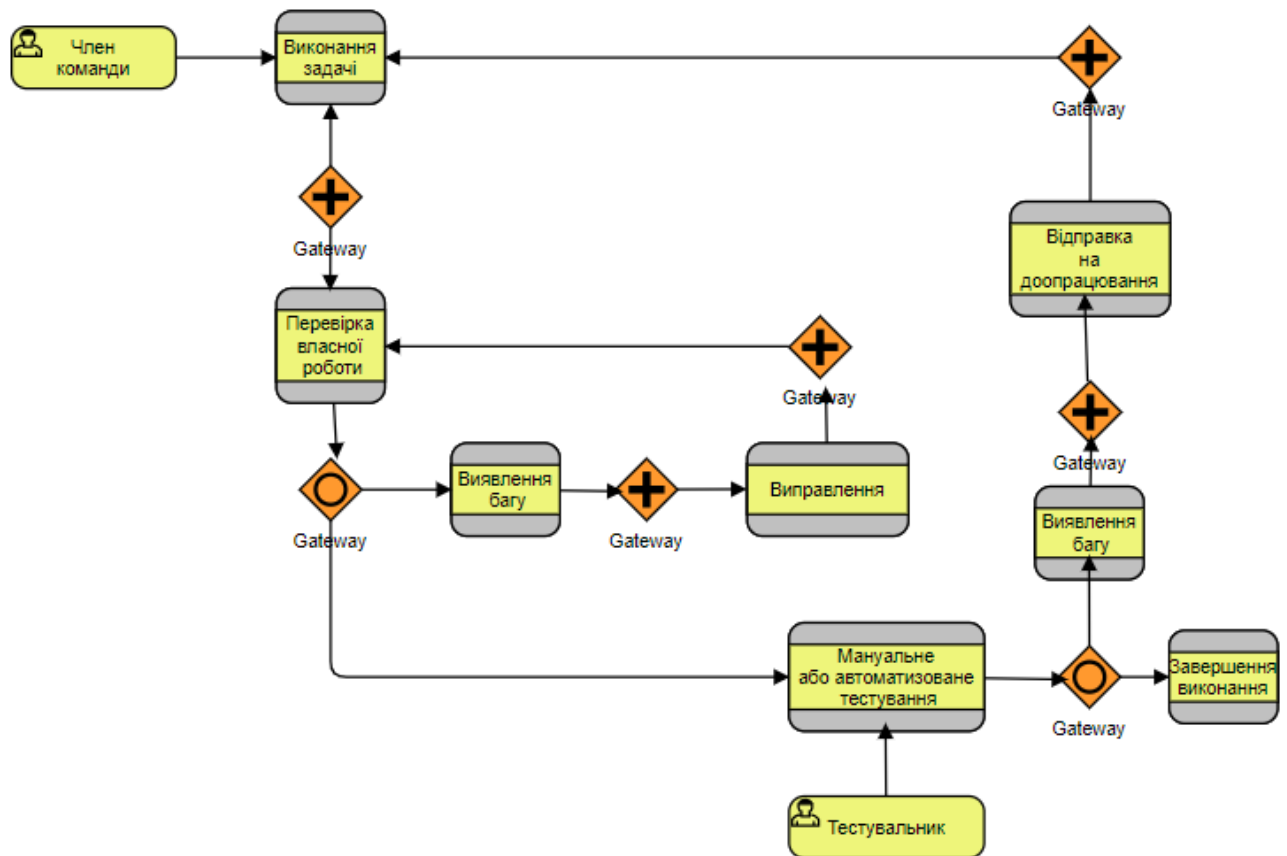 Член
команди
Виконання
задачі
Gateway
Gateway
Відправка
на
доопрацювання
Перевірка
власної
роботи
Gateway
Gateway
Виявлення
багу
Виправлення
Gateway
Gateway
Виявлення
багу
Мануальне
або автоматизоване
тестування
Завершення
виконання
Gateway
Тестувальник